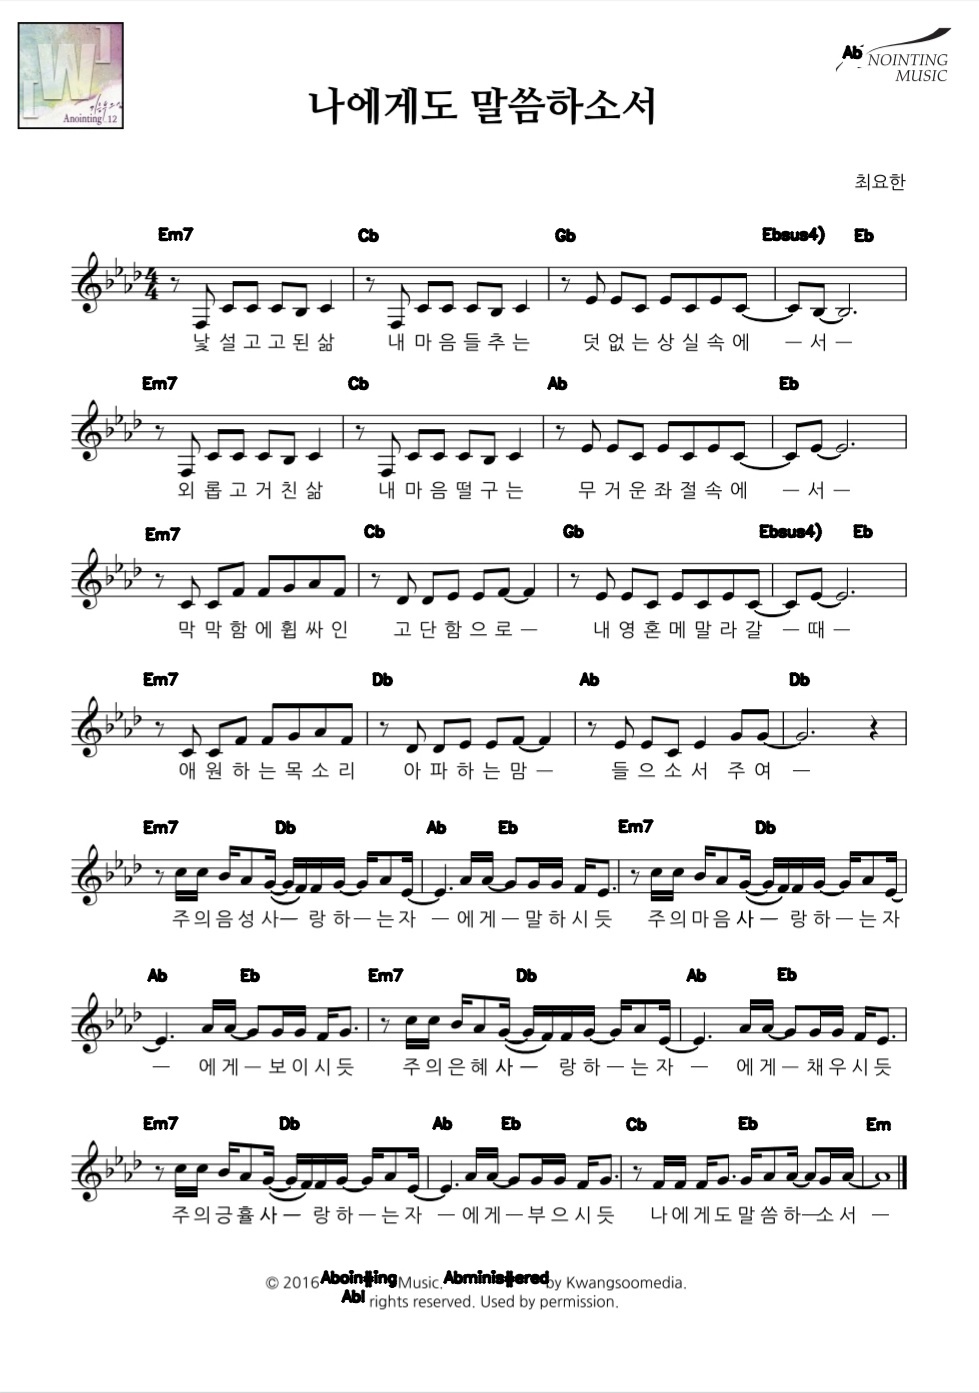 Anointing 12
Ab NOINTING
MUSIC
나에게도 말씀하소서
최요한
Em7 Cb Gb Ebsus4) Eb
낯 설 고 고 된 삶 내 마 음 들 추 는 덧 없 는 상 실 속 에 — 서 —
Em7 Cb Ab Eb
외 롭 고 거 친 삶 내 마 음 떨 구 는 무 거 운 좌 절 속 에 — 서 —
Em7 Cb Gb Ebsus4) Eb
막 막 함 에 휩 싸 인 고 단 함 으 로 — 내 영 혼 메 말 라 갈 — 때 —
Em7 Db Ab Db
애 원 하 는 목 소 리 아 파 하 는 맘 — 들 으 소 서 주 여 —
Em7 Db Ab Eb Em7 Db
주 의 음 성 사 — 랑 하 — 는 자 — 에 게 — 말 하 시 듯 주 의 마 음 사 — 랑 하 — 는 자
Ab Eb Em7 Db Ab Eb
— 에 게 — 보 이 시 듯 주 의 은 혜 사 — 랑 하 — 는 자 — 에 게 — 채 우 시 듯
Em7 Db Ab Eb Cb Eb Em
주 의 긍 휼 사 — 랑 하 — 는 자 — 에 게 — 부 으 시 듯 나 에 게 도 말 씀 하 — 소 서 —
© 2016 Aboin‡ing Music. Abminis‡ered by Kwangsoomedia.
Abl rights reserved. Used by permission.